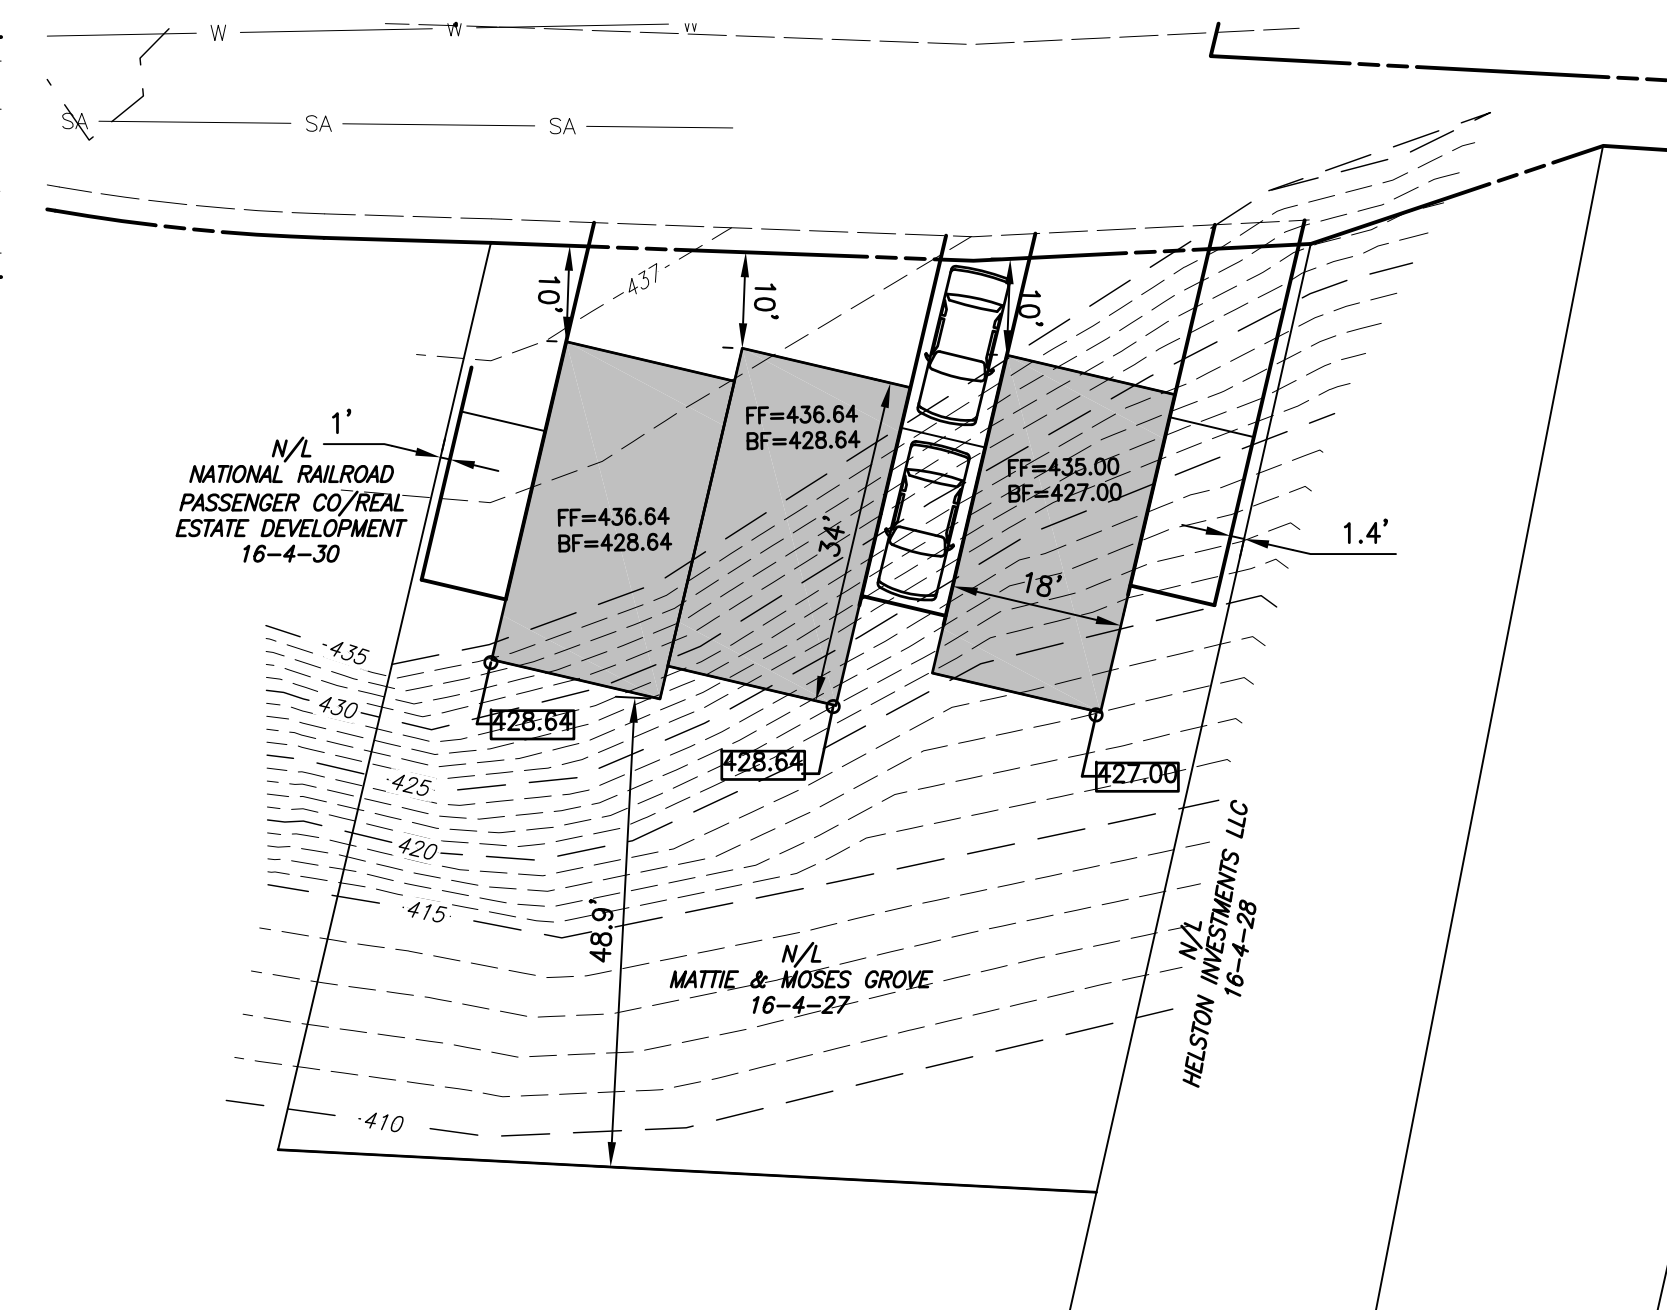 W W W
SA SA SA
437
10'
10'
10'
1'
N/L
NATIONAL RAILROAD
PASSENGER CO/REAL
ESTATE DEVELOPMENT
16-4-30
FF=436.64
BF=428.64
FF=436.64
BF=428.64
FF=435.00
BF=427.00
34'
18'
1.4'
435
430
425
420
415
410
428.64
428.64
427.00
48.9'
N/L
MATTIE & MOSES GROVE
16-4-27
N/L
HELSTON INVESTMENTS LLC
16-4-28